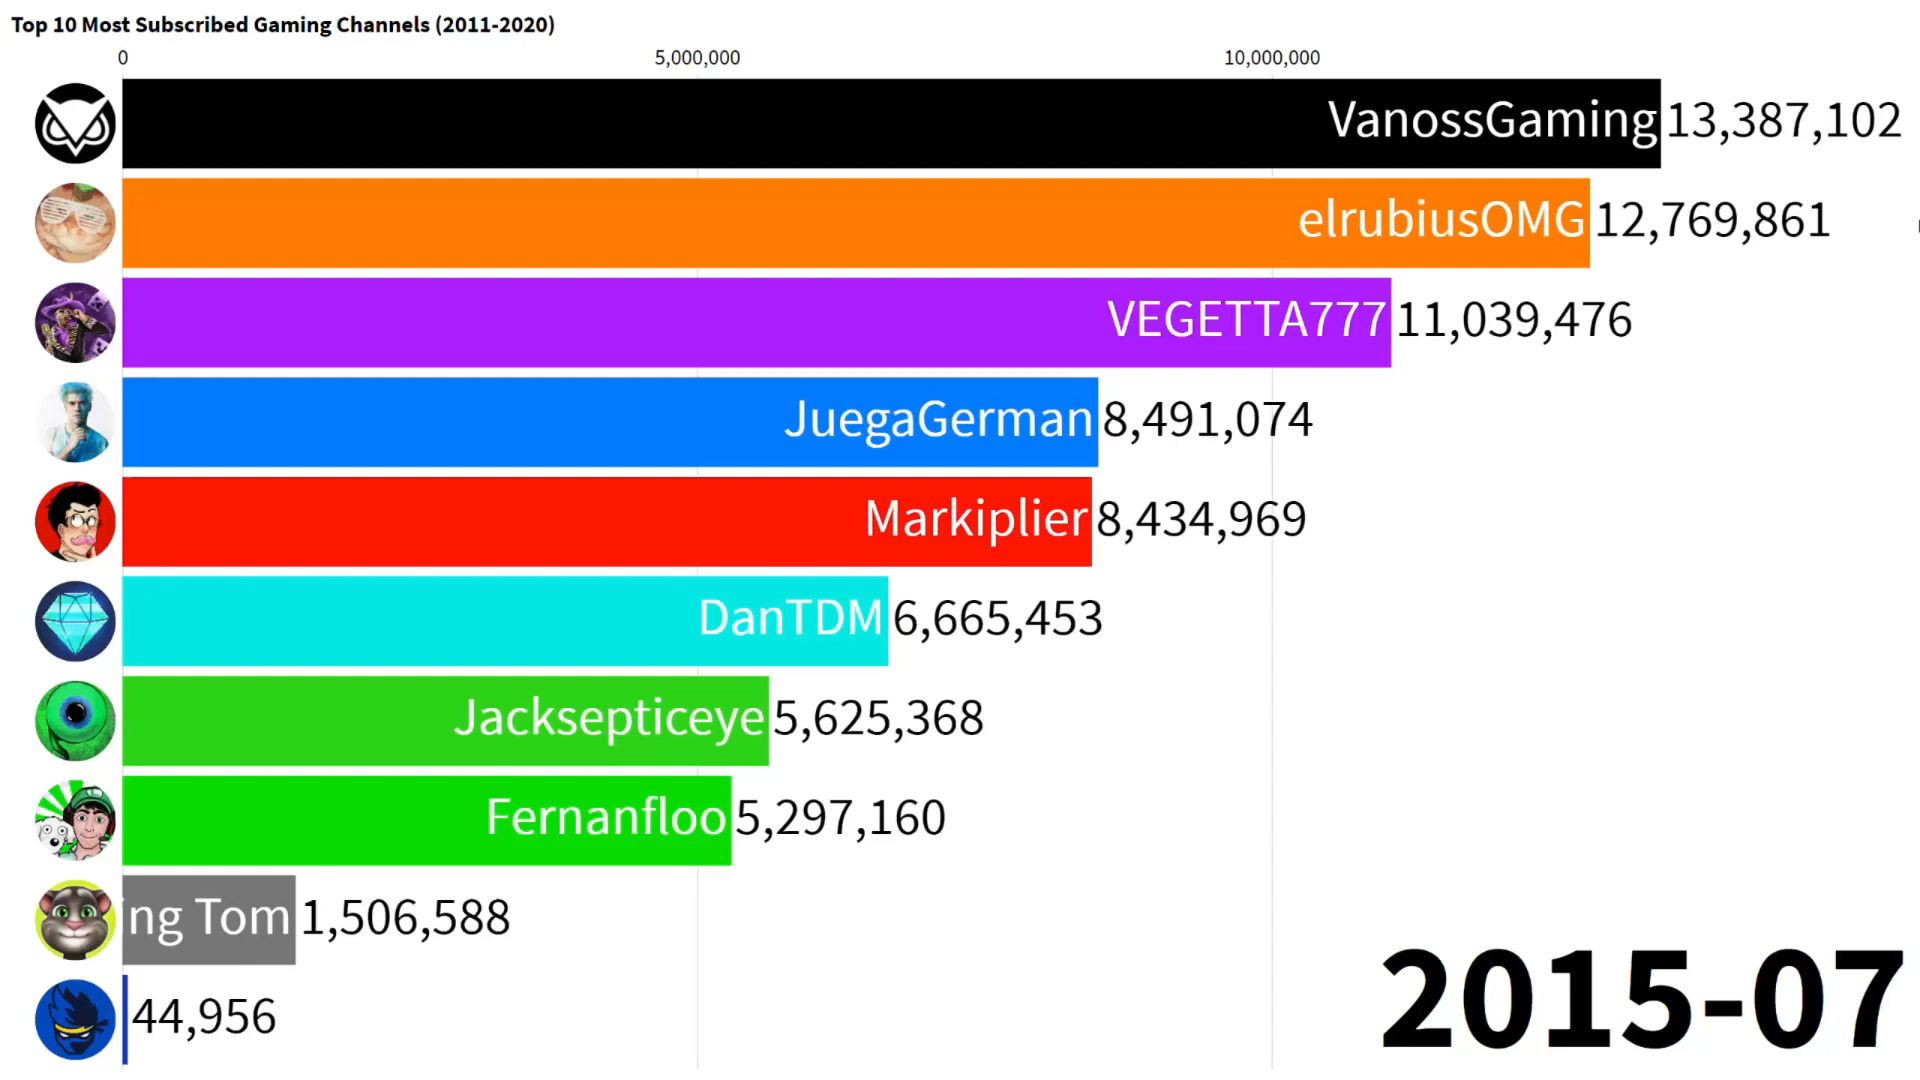 Top 10 Most Subscribed Gaming Channels (2011-2020)
0 5,000,000 10,000,000
VanossGaming 13,387,102
elrubiusOMG 12,769,861
VEGETTA777 11,039,476
JuegaGerman 8,491,074
Markiplier 8,434,969
DanTDM 6,665,453
Jacksepticeye 5,625,368
Fernanfloo 5,297,160
ing Tom 1,506,588
44,956
2015-07